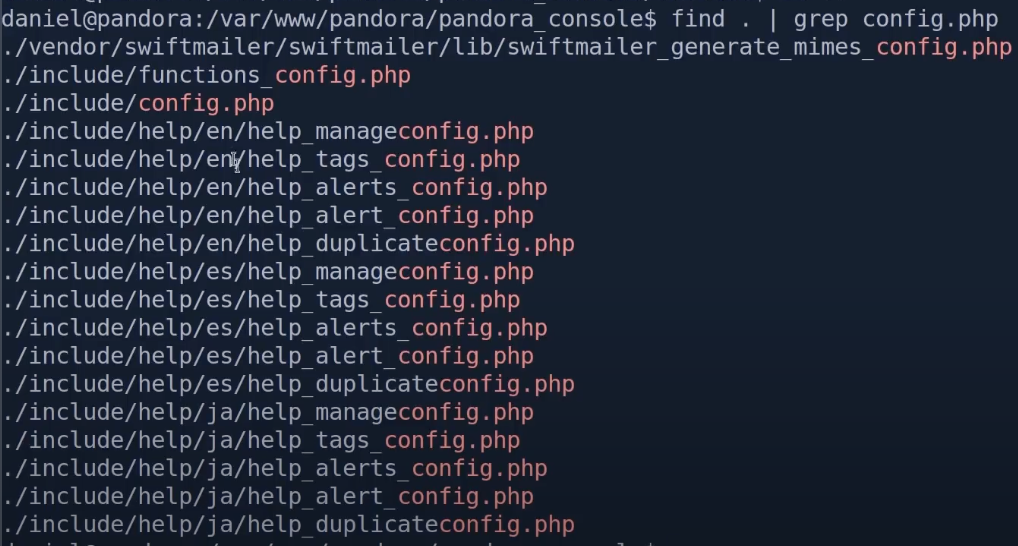 daniel@pandora:/var/www/pandora/pandora_console$ find . | grep config.php
./vendor/swiftmailer/swiftmailer/lib/swiftmailer_generate_mimes_config.php
./include/functions_config.php
./include/config.php
./include/help/en/help_manageconfig.php
./include/help/en/help_tags_config.php
./include/help/en/help_alerts_config.php
./include/help/en/help_alert_config.php
./include/help/en/help_duplicateconfig.php
./include/help/es/help_manageconfig.php
./include/help/es/help_tags_config.php
./include/help/es/help_alerts_config.php
./include/help/es/help_alert_config.php
./include/help/es/help_duplicateconfig.php
./include/help/ja/help_manageconfig.php
./include/help/ja/help_tags_config.php
./include/help/ja/help_alerts_config.php
./include/help/ja/help_alert_config.php
./include/help/ja/help_duplicateconfig.php